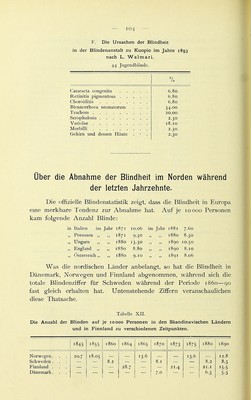 — 104 —
F. Die Ursachen der Blindheit
in der Blindenanstalt zu Kuopio im Jahre 1893
nach L. Walmari.
44 Jugendblinde.
%
Cataracta congenita . . . . 6,80
Retinitis pigmentosa . . . . 6.80
Choroiditis . . . . 6.80
Blennorrhoea neonatorum . . 34.00
Trachom . . . . 20.00
Scrophulosis . . . . 2.30
Variolae . . . . 18.10
Morbilli . . . . 2.30
Gehirn und dessen Häute . . 2.30
Über die Abnahme der Blindheit im Norden während
der letzten Jahrzehnte.
Die offizielle Blindenstatistik zeigt, dass die Blindheit in Europa
eine merkbare Tendenz zur Abnahme hat. Auf je 10 000 Personen
kam folgende Anzahl Blinde:
in Italien im Jahr 1871 10.06 im Jahr 1881 7.60
„ Preussen „ „ 1871 9.30 „ „ 1880 8.30
„ Ungarn „ „ 1880 13.30 „ „ 1890 10.50
„ England „ „ 1880 8.80 „ „ 1890 8.10
„ Österreich „ „ 1880 9.10 „ „ 1891 8.06
Was die nordischen Länder anbelangt, so hat die Blindheit in
Dänemark, Norwegen und Finnland abgenommen, während sich die
totale Blindenziffer für Schweden während der Periode 1860—90
fast gleich erhalten hat. Untenstehende Ziffern veranschaulichen
diese Thatsache.
Tabelle XII.
Die Anzahl der Blinden auf je 10 000 Personen in den Skandinavischen Ländern
und in Finnland zu verschiedenen Zeitpunkten.
1845 1855 1860 1864 1865 1870 1873 1875 1880 1890
Norwegen . . 20.7 18.05 13.6 13.6 12.8
Schweden . . 8.2 8.1 8.2 8.3
Finnland . . 28.7 21.4 21.1 15.5
Dänemark . . 7.0 6.5 5.3